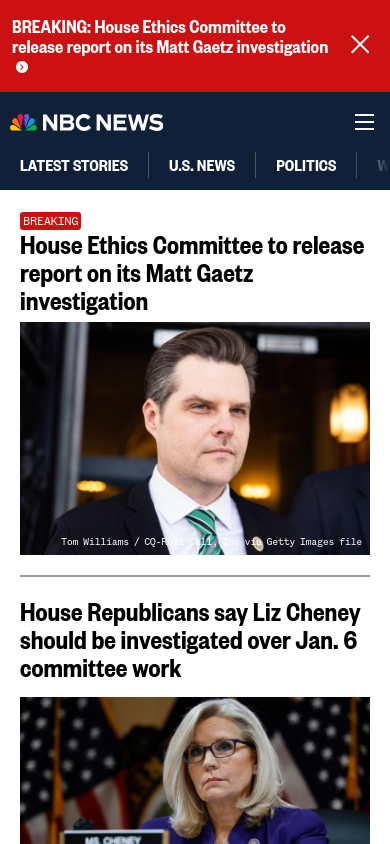 BREAKING: House Ethics Committee to
release report on its Matt Gaetz investigation
NBC NEWS
LATEST STORIES
U.S. NEWS
POLITICS
W
BREAKING
House Ethics Committee to release
report on its Matt Gaetz
investigation
Tom Williams / CQ-Roll Call, Inc via Getty Images file
House Republicans say Liz Cheney
should be investigated over Jan. 6
committee work
MS. CHENEY